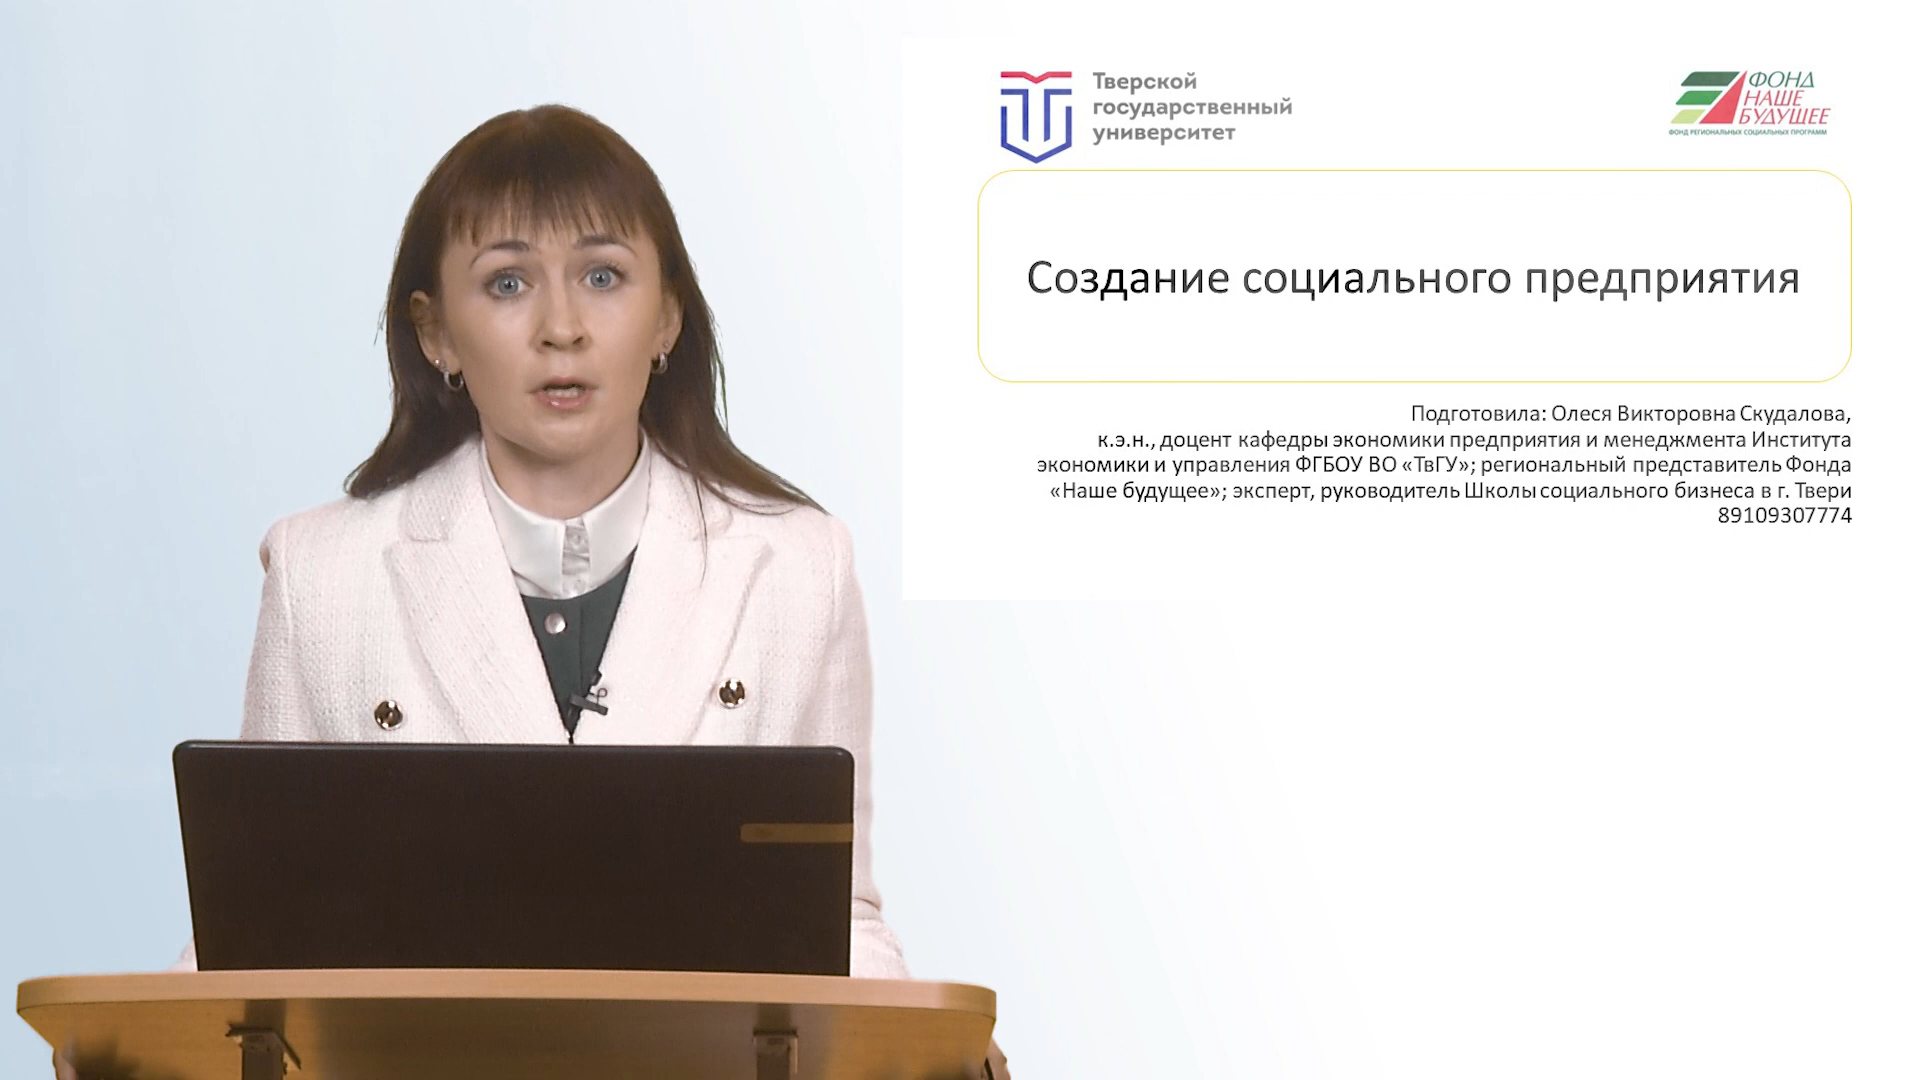 Тверской
государственный
университет
ФОНД
НАШЕ
БУДУЩЕЕ
ФОНД РЕГИОНАЛЬНЫХ СОЦИАЛЬНЫХ ПРОГРАММ
Создание социального предприятия
Подготовила: Олеся Викторовна Скудалова,
к.э.н., доцент кафедры экономики предприятия и менеджмента Института
экономики и управления ФГБОУ ВО «ТвГУ»; региональный представитель Фонда
«Наше будущее»; эксперт, руководитель Школы социального бизнеса в г. Твери
89109307774